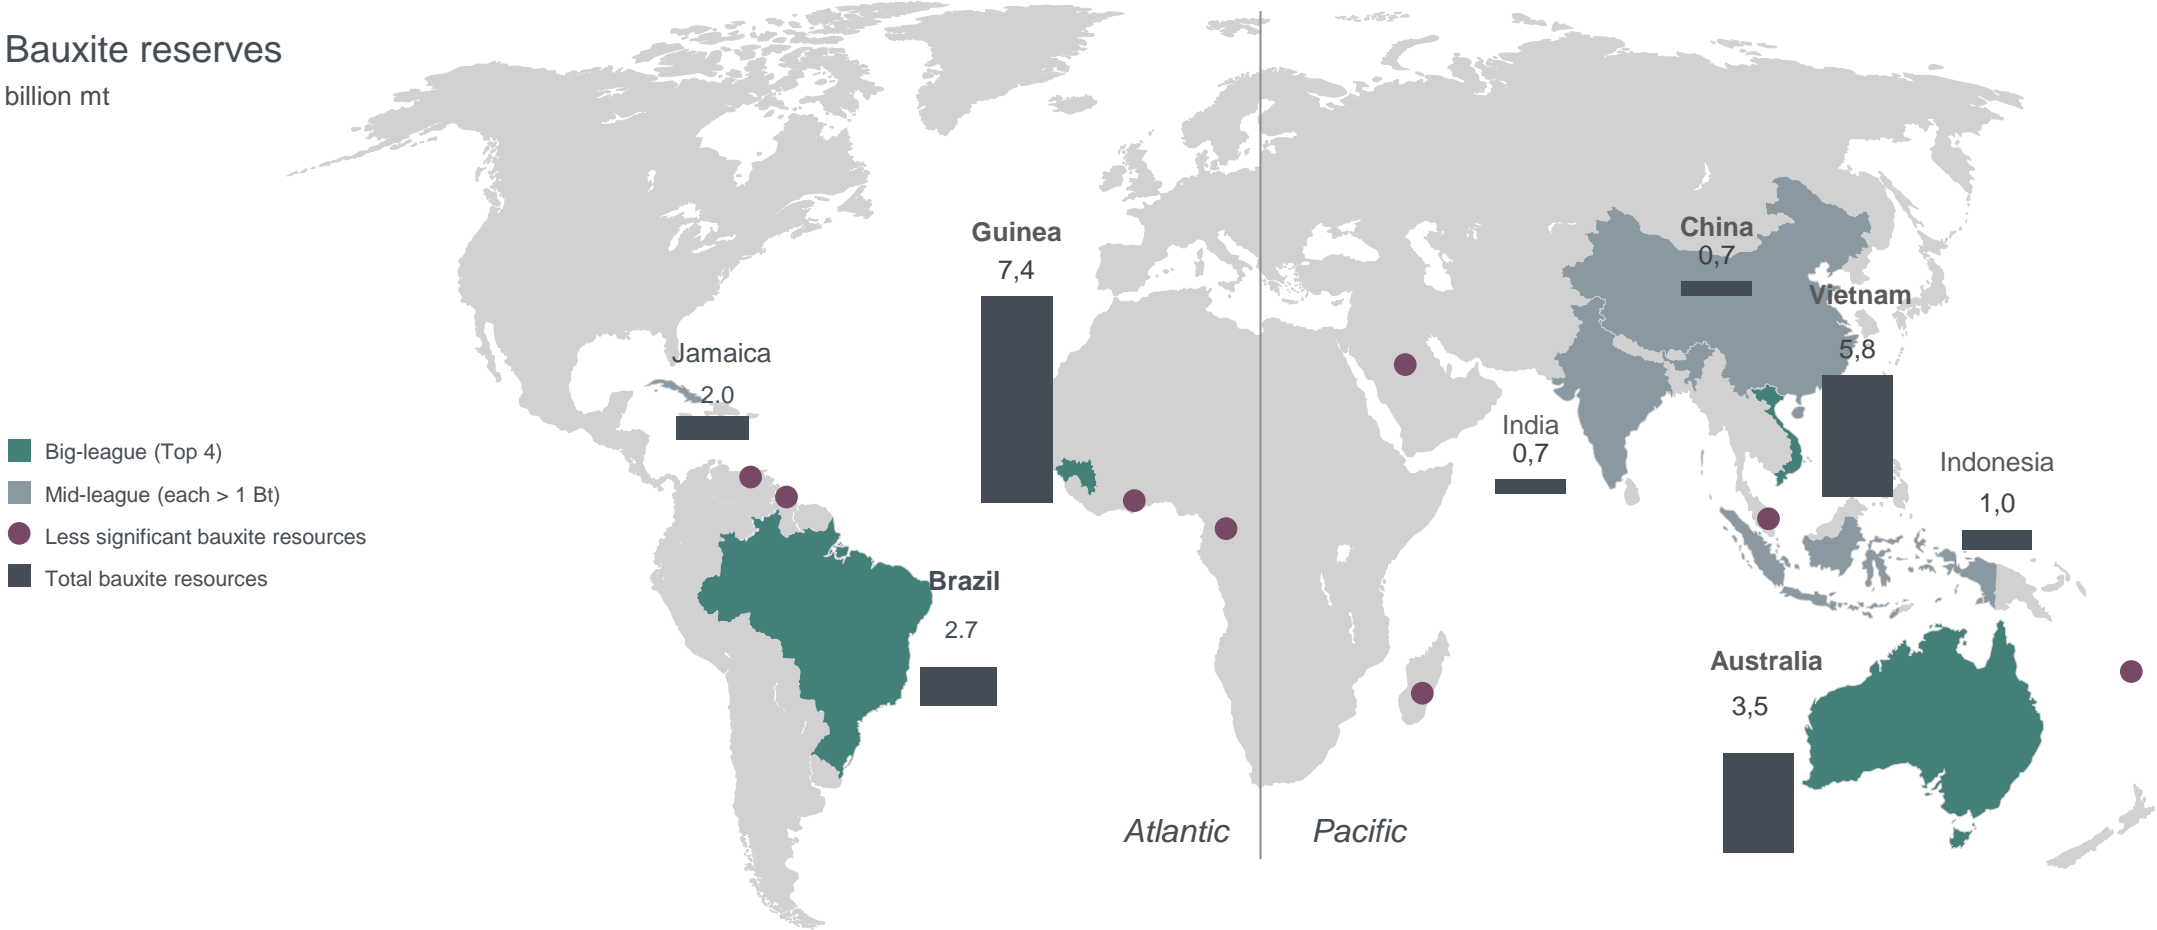 Bauxite reserves
billion mt
Guinea
7,4
China
0,7
Vietnam
5,8
Jamaica
2.0
India
0,7
Indonesia
1,0
Big-league (Top 4)
Mid-league (each > 1 Bt)
Less significant bauxite resources
Total bauxite resources
Brazil
2.7
Australia
3,5
Atlantic
Pacific